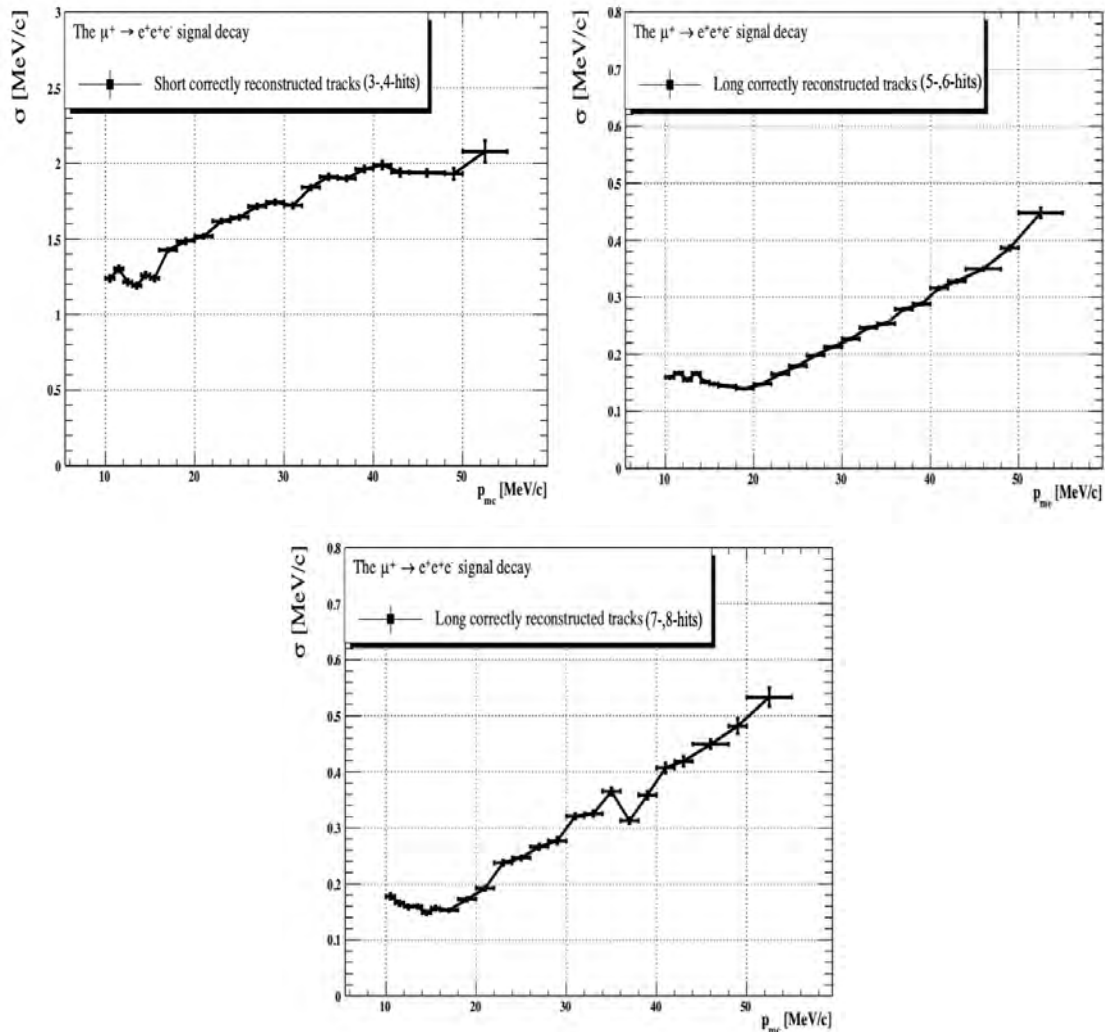 The μ⁺ → e⁺e⁺e⁻ signal decay
Short correctly reconstructed tracks (3-,4-hits)
σ [MeV/c]
3
2.5
2
1.5
1
0.5
0
10 20 30 40 50
p_mc [MeV/c]
The μ⁺ → e⁺e⁺e⁻ signal decay
Long correctly reconstructed tracks (5-,6-hits)
σ [MeV/c]
0.8
0.7
0.6
0.5
0.4
0.3
0.2
0.1
0
10 20 30 40 50
p_mc [MeV/c]
The μ⁺ → e⁺e⁺e⁻ signal decay
Long correctly reconstructed tracks (7-,8-hits)
σ [MeV/c]
0.8
0.7
0.6
0.5
0.4
0.3
0.2
0.1
0
10 20 30 40 50
p_mc [MeV/c]